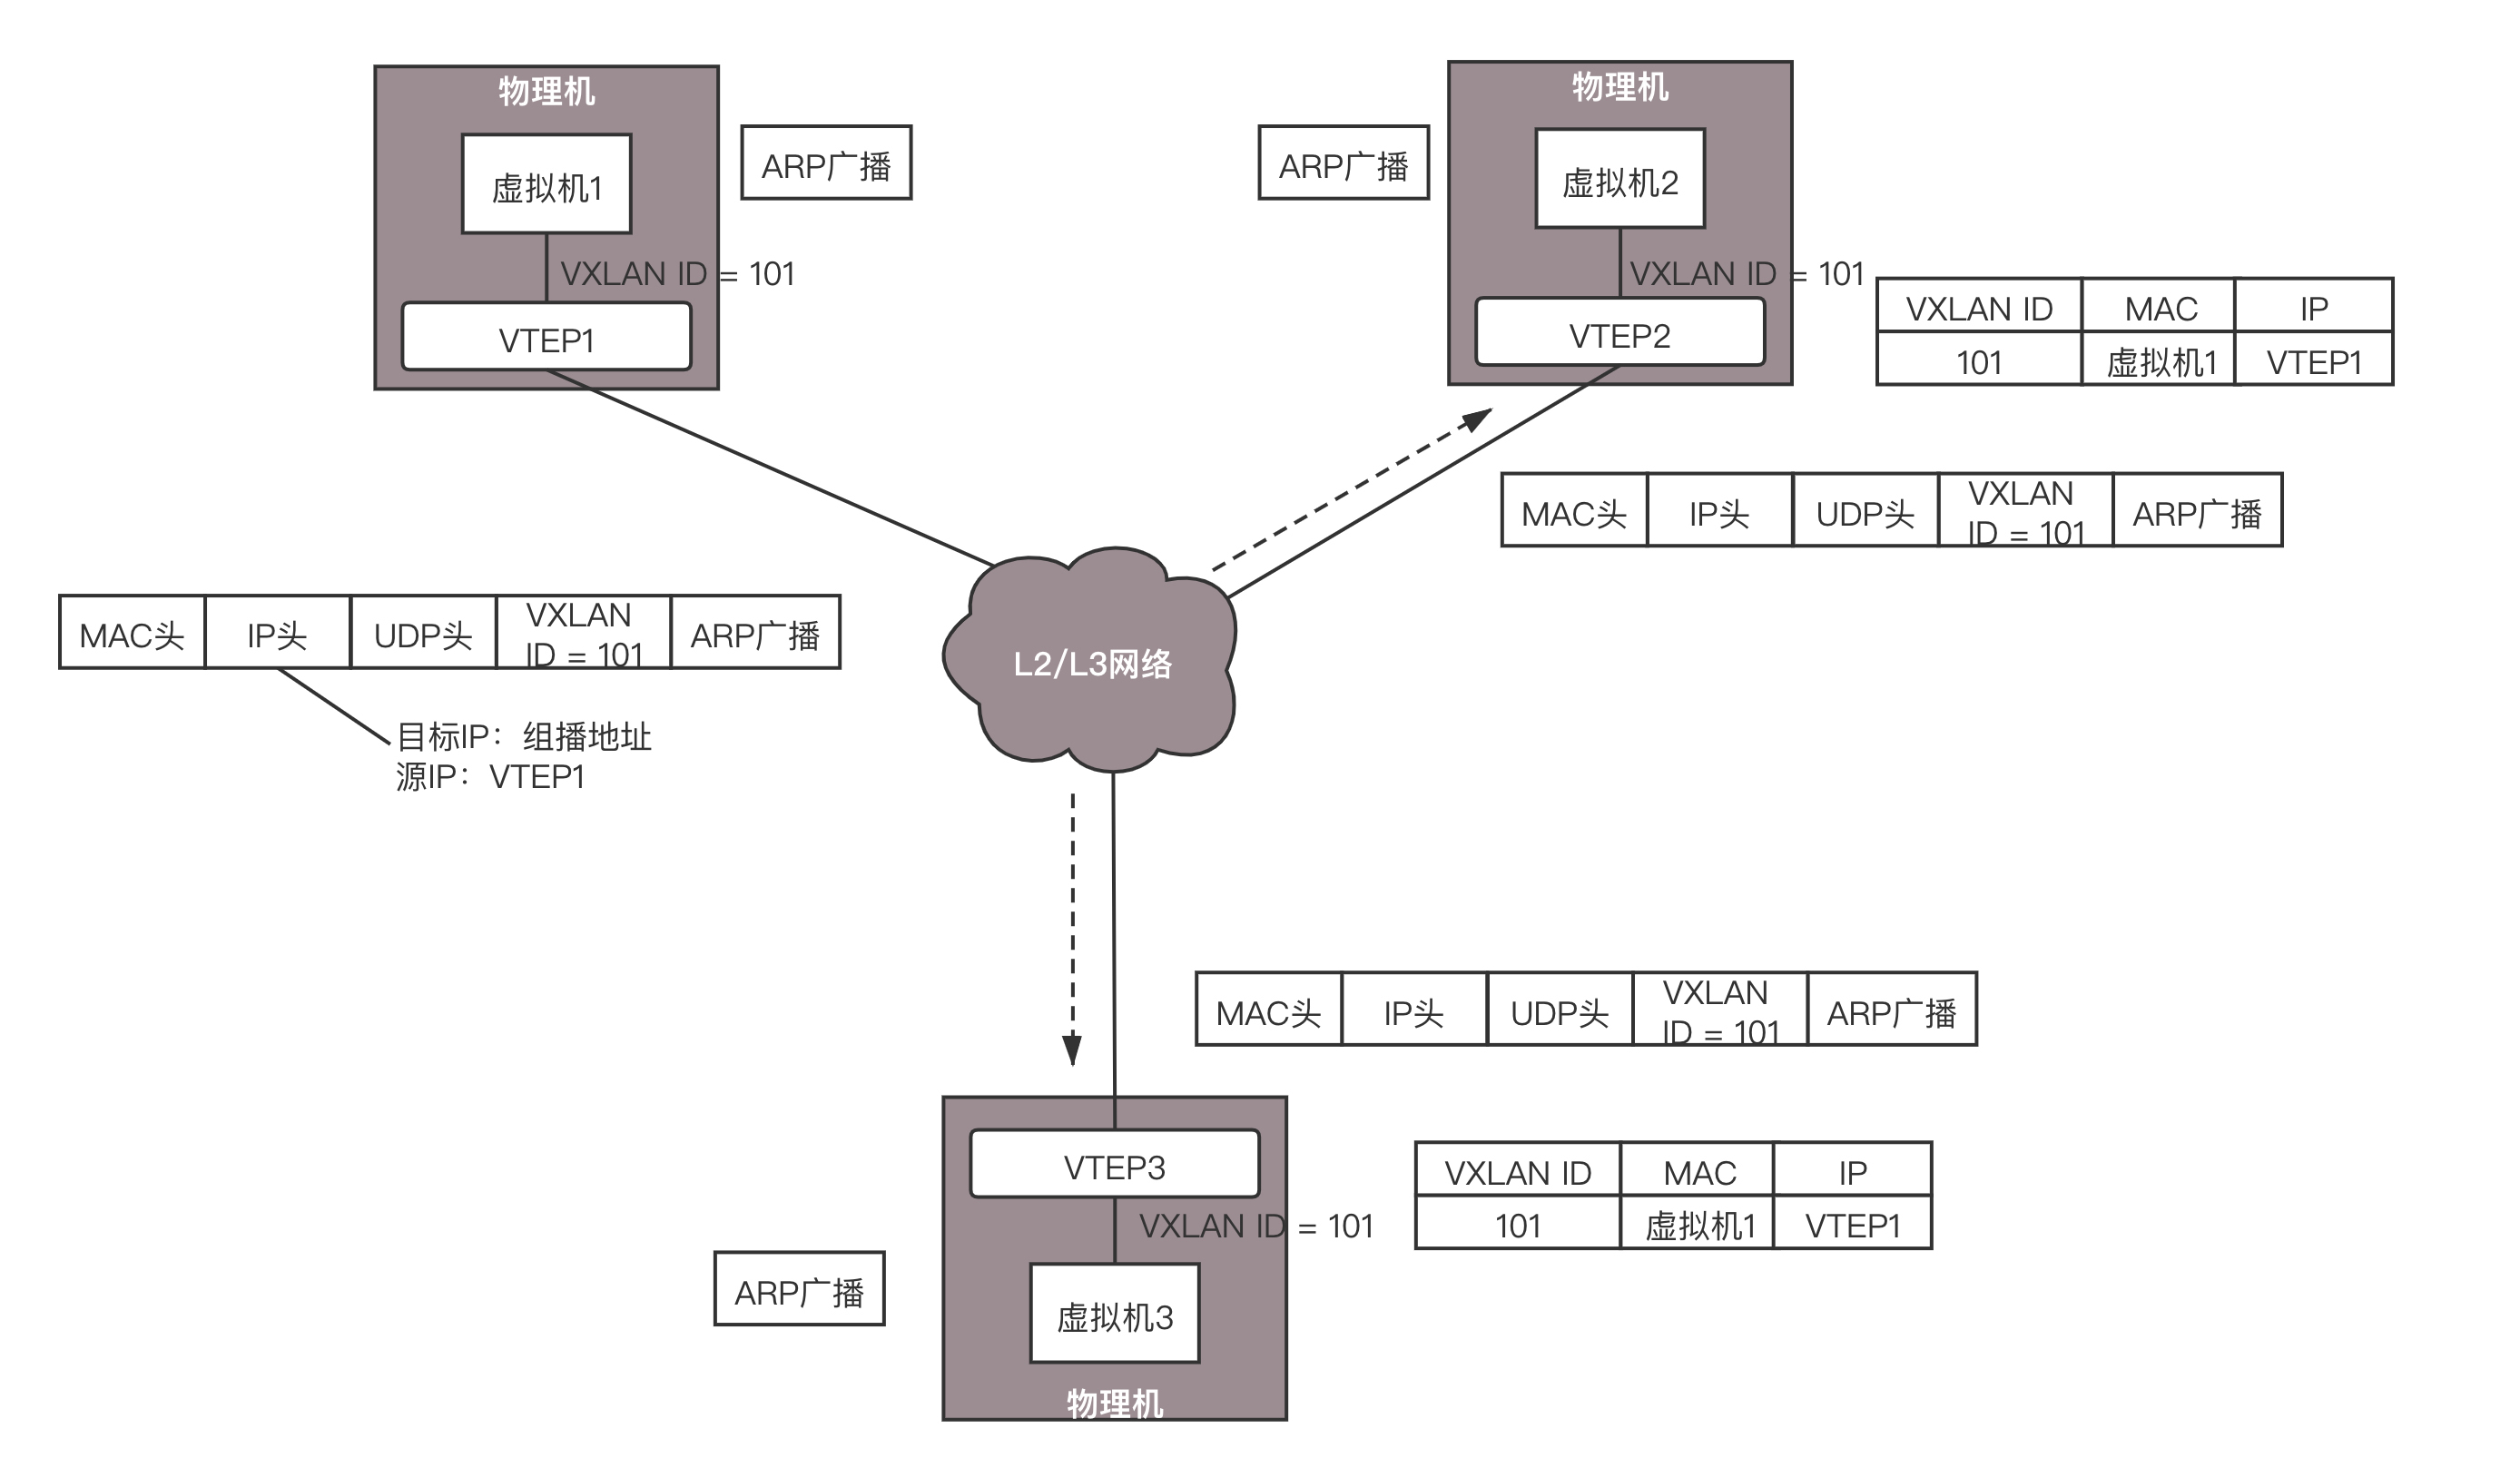 物理机
虚拟机1
ARP广播
VXLAN ID = 101
VTEP1
物理机
ARP广播
虚拟机2
VXLAN ID = 101
VTEP2
VXLAN ID MAC IP
101 虚拟机1 VTEP1
MAC头 IP头 UDP头 VXLAN ID = 101 ARP广播
MAC头 IP头 UDP头 VXLAN ID = 101 ARP广播
目标IP：组播地址
源IP：VTEP1
L2/L3网络
MAC头 IP头 UDP头 VXLAN ID = 101 ARP广播
VTEP3
VXLAN ID = 101
VXLAN ID MAC IP
101 虚拟机1 VTEP1
ARP广播
虚拟机3
物理机